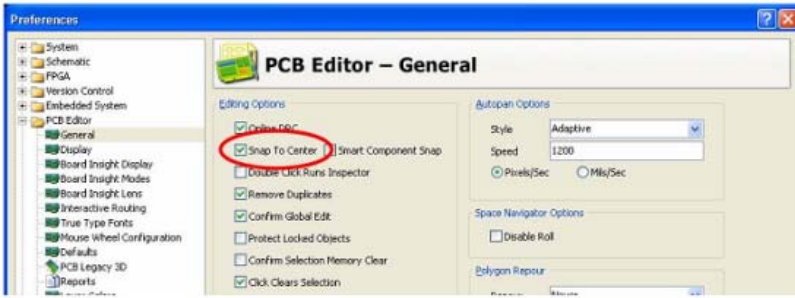 Preferences
System
Schematic
FPGA
Version Control
Embedded System
PCB Editor
General
Display
Board Insight Display
Board Insight Modes
Board Insight Lens
Interactive Routing
True Type Fonts
Mouse Wheel Configuration
Defaults
PCB Legacy 3D
Reports
Layer Colors
PCB Editor – General
Editing Options
Online DRC
Snap To Center Smart Component Snap
Double Click Runs Inspector
Remove Duplicates
Confirm Global Edit
Protect Locked Objects
Confirm Selection Memory Clear
Click Clears Selection
Autopan Options
Style Adaptive
Speed 1200
Pixels/Sec Mils/Sec
Space Navigator Options
Disable Roll
Polygon Repour